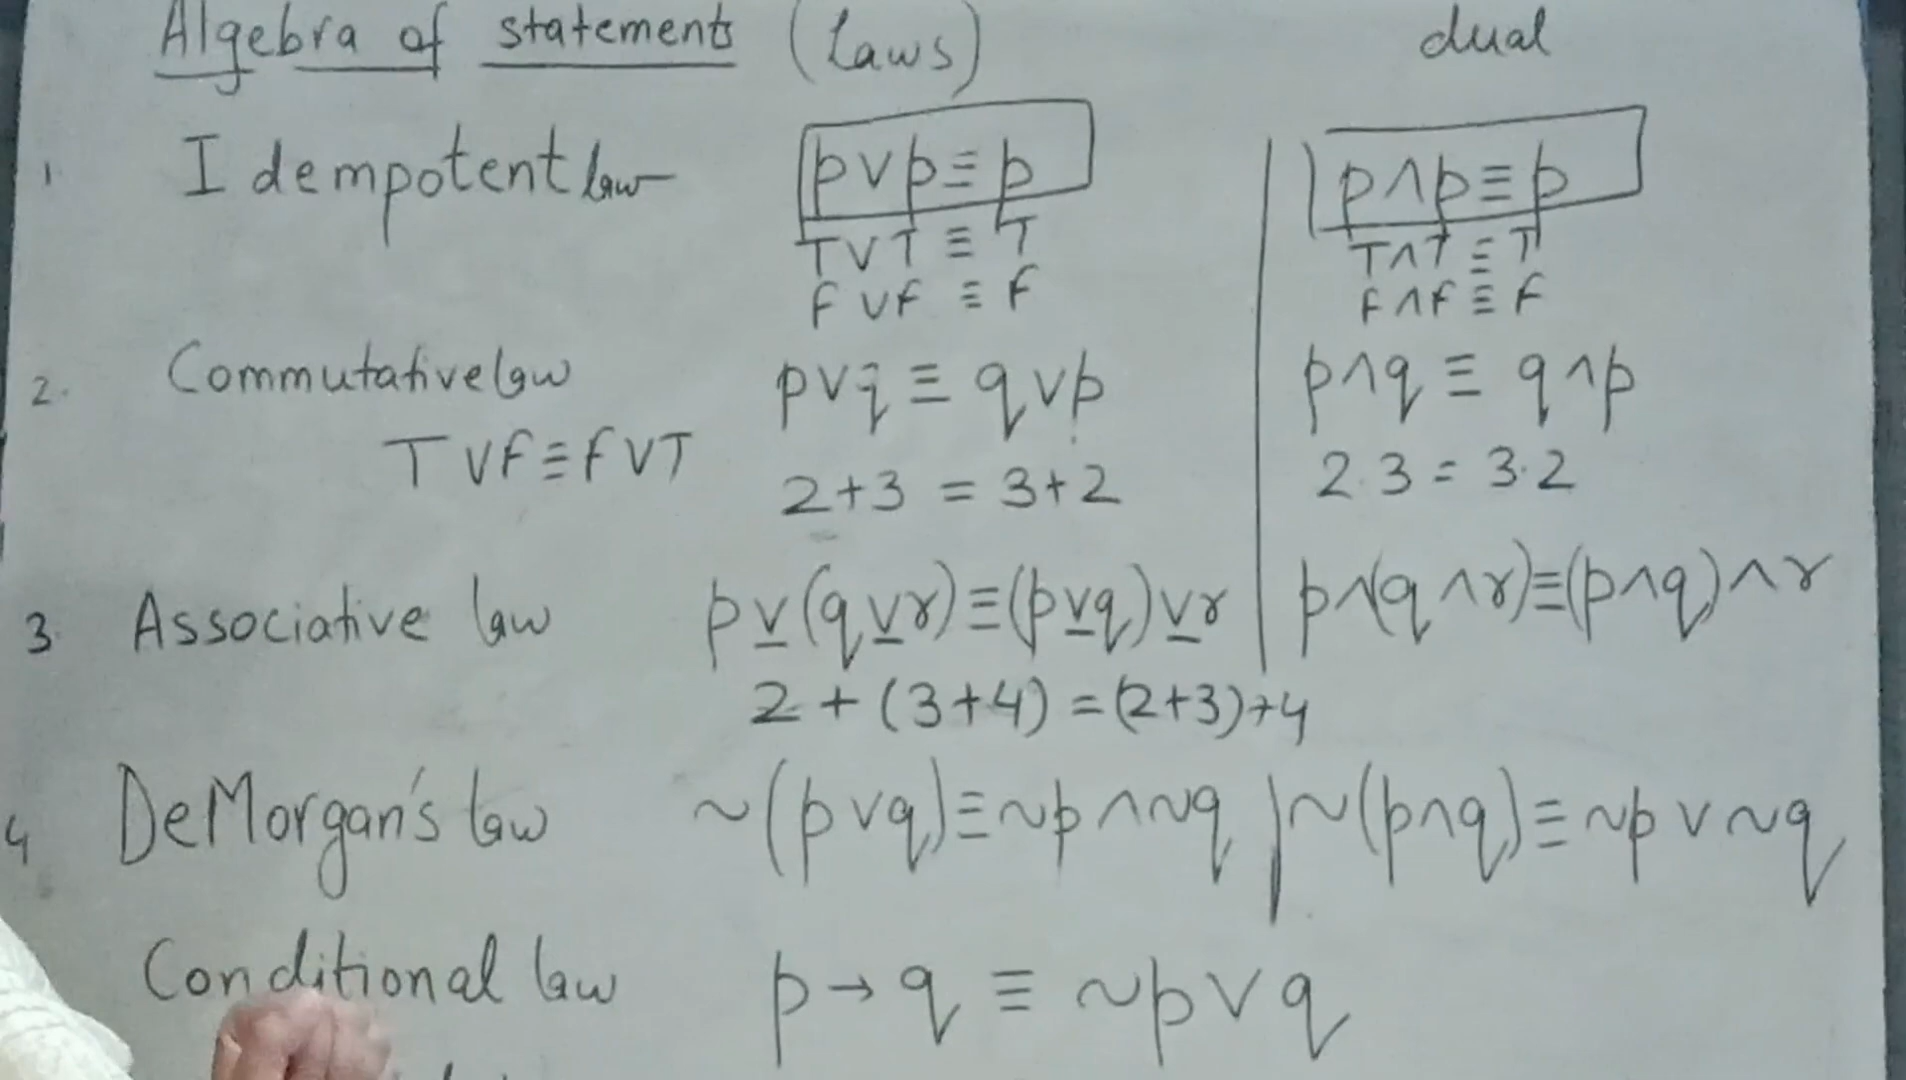 Algebra of statements (Laws) dual
1 Idempotent law p∨p≡p p∧p≡p
T∨T≡T T∧T≡T
F∨F≡F F∧F≡F
2. Commutative law p∨q≡q∨p p∧q≡q∧p
T∨F≡F∨T 2+3=3+2 2.3=3.2
3. Associative law p∨(q∨r)≡(p∨q)∨r p∧(q∧r)≡(p∧q)∧r
2+(3+4)=(2+3)+4
4 DeMorgan's law ~(p∨q)≡~p∧~q ~(p∧q)≡~p∨~q
Conditional law p→q≡~p∨q